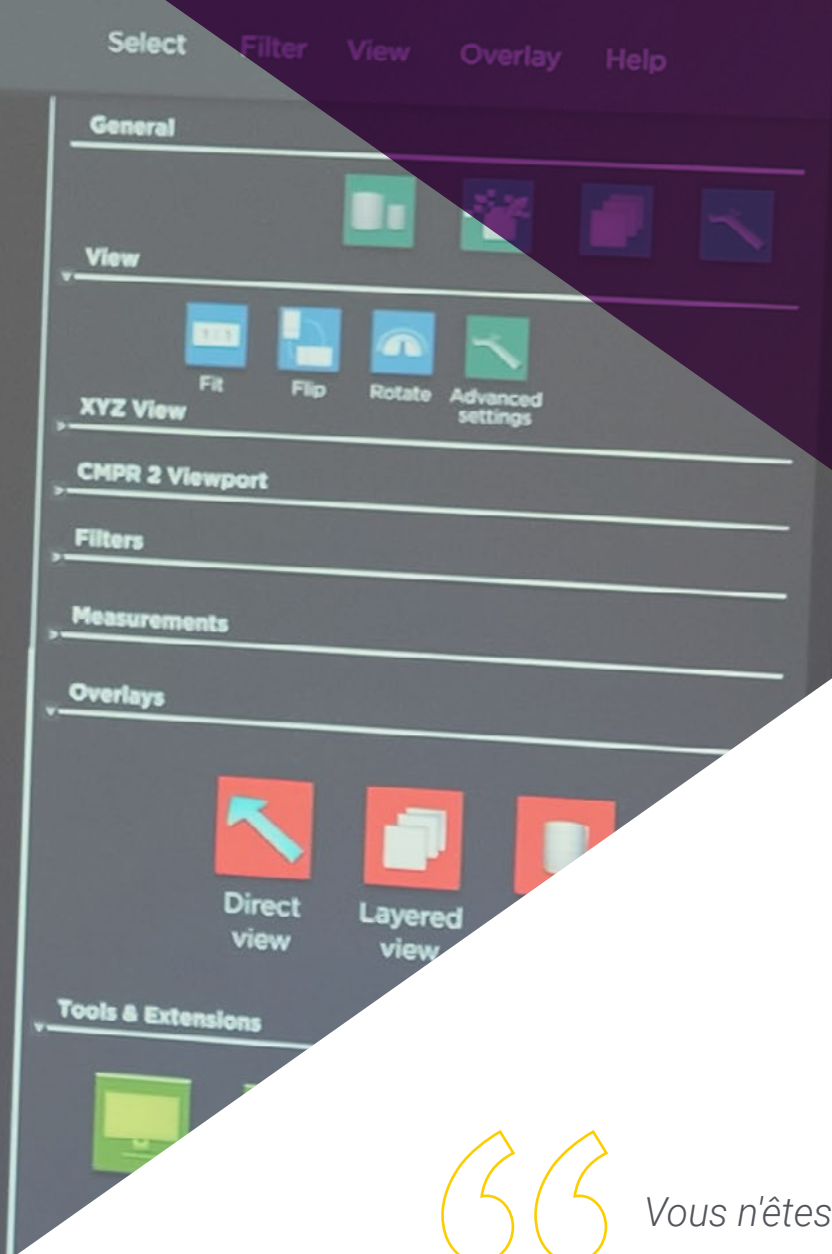 Select Filter View Overlay Help
General
View
Fit Flip Rotate Advanced
settings
XYZ View
CMPR 2 Viewport
Filters
Measurements
Overlays
Direct Layered
view view
Tools & Extensions
Vous n'êtes